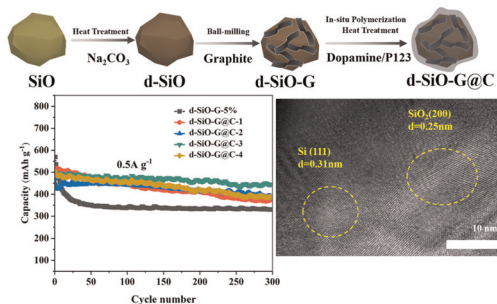 Heat Treatment
Na₂CO₃
Ball-milling
Graphite
In-situ Polymerization
Heat Treatment
Dopamine/P123
SiO
d-SiO
d-SiO-G
d-SiO-G@C
Capacity (mAh g⁻¹)
800
700
600
500
400
300
200
100
0.5A g⁻¹
d-SiO-G-5%
d-SiO-G@C-1
d-SiO-G@C-2
d-SiO-G@C-3
d-SiO-G@C-4
0
50
100
150
200
250
300
Cycle number
Si (111)
d=0.31nm
SiO₂(200)
d=0.25nm
10 nm